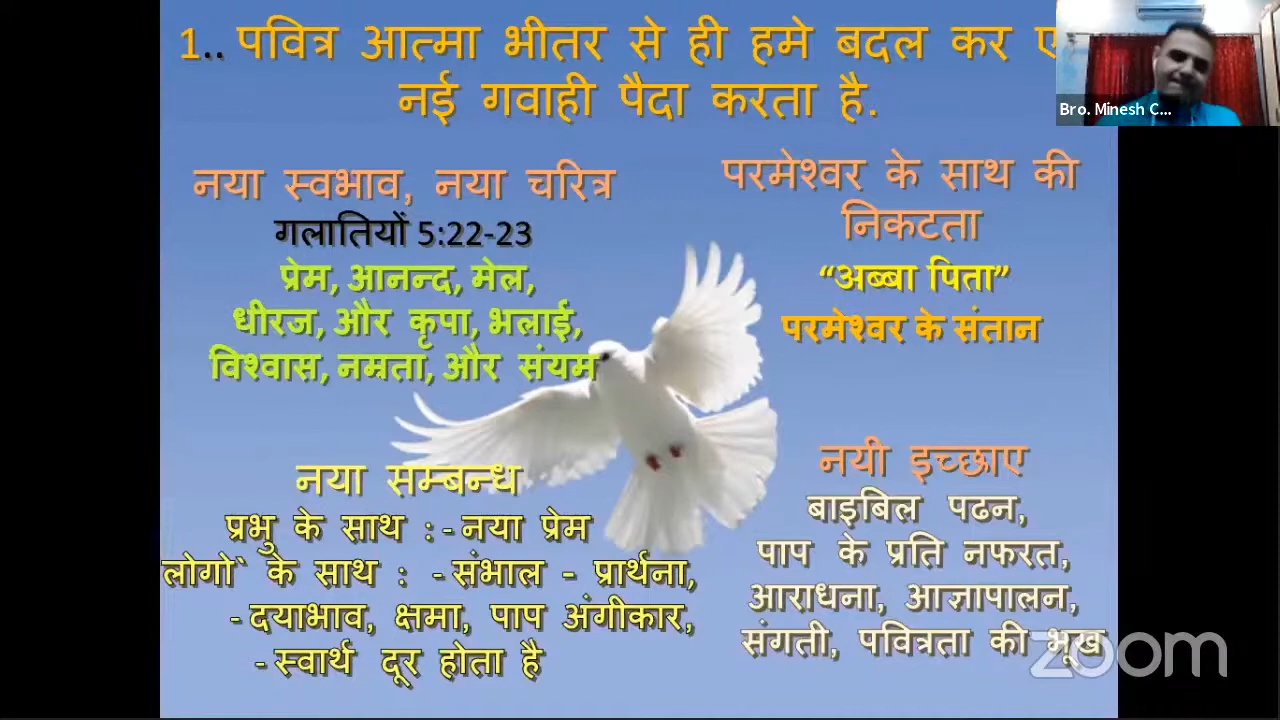 1.. पवित्र आत्मा भीतर से ही हमे बदल कर
नई गवाही पैदा करता है.
Bro. Minesh C...
नया स्वभाव, नया चरित्र
गलातियों 5:22-23
प्रेम, आनन्द, मेल,
धीरज, और कृपा, भलाई,
विश्वास, नम्रता, और संयम
परमेश्वर के साथ की
निकटता
“अब्बा पिता”
परमेश्वर के संतान
नया सम्बन्ध
प्रभु के साथ :- नया प्रेम
लोगो` के साथ : - संभाल - प्रार्थना,
- दयाभाव, क्षमा, पाप अंगीकार,
- स्वार्थ दूर होता है
नयी इच्छाए
बाइबिल पढन,
पाप के प्रति नफरत,
आराधना, आज्ञापालन,
संगती, पवित्रता की भूख
zoom